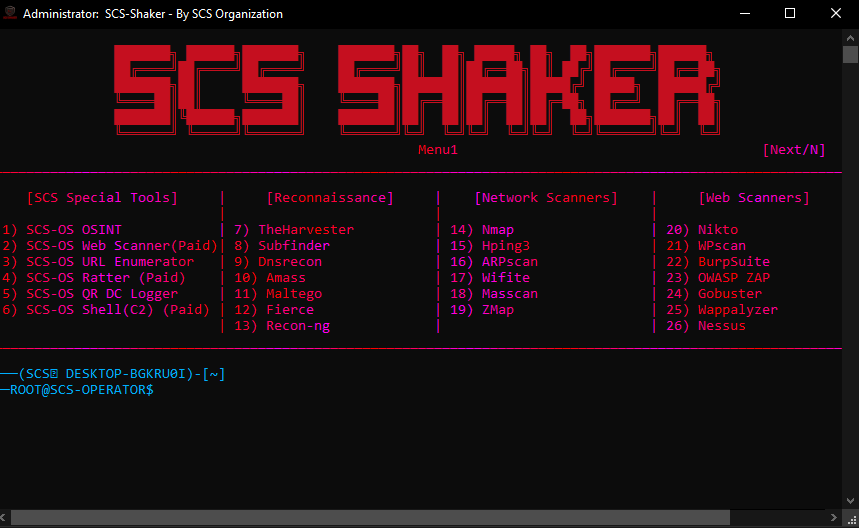 Administrator: SCS-Shaker - By SCS Organization
SCS SHAKER
Menu1 [Next/N]
[SCS Special Tools] | [Reconnaissance] | [Network Scanners] | [Web Scanners]
| | |
1) SCS-OS OSINT | 7) TheHarvester | 14) Nmap | 20) Nikto
2) SCS-OS Web Scanner(Paid)| 8) Subfinder | 15) Hping3 | 21) WPscan
3) SCS-OS URL Enumerator | 9) Dnsrecon | 16) ARPscan | 22) BurpSuite
4) SCS-OS Ratter (Paid) | 10) Amass | 17) Wifite | 23) OWASP ZAP
5) SCS-OS QR DC Logger | 11) Maltego | 18) Masscan | 24) Gobuster
6) SCS-OS Shell(C2) (Paid) | 12) Fierce | 19) ZMap | 25) Wappalyzer
| 13) Recon-ng | | 26) Nessus
──(SCS⍰ DESKTOP-BGKRU0I)-[~]
─ROOT@SCS-OPERATOR$